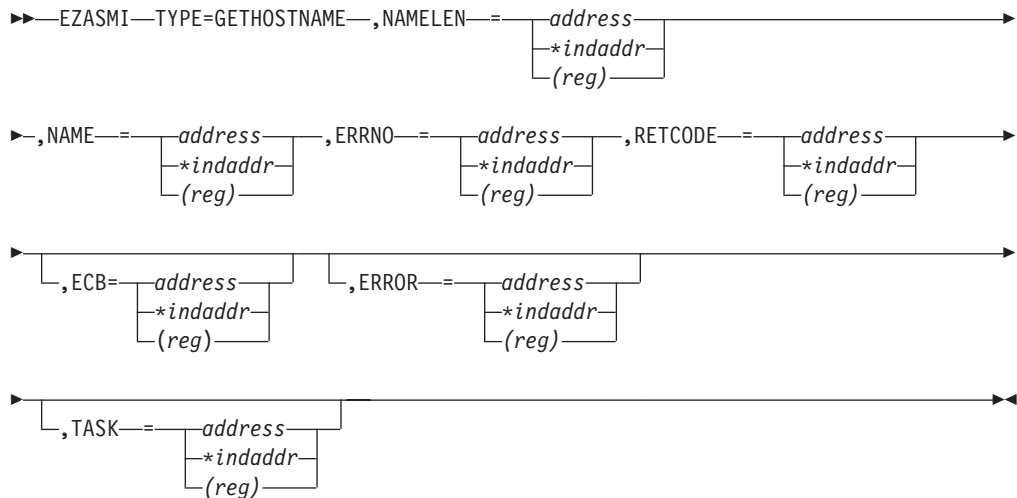 EZASMI TYPE=GETHOSTNAME ,NAMELEN = address
*indaddr
(reg)
,NAME = address ,ERRNO = address ,RETCODE = address
*indaddr *indaddr *indaddr
(reg) (reg) (reg)
,ECB= address ,ERROR = address
*indaddr *indaddr
(reg) (reg)
,TASK = address
*indaddr
(reg)